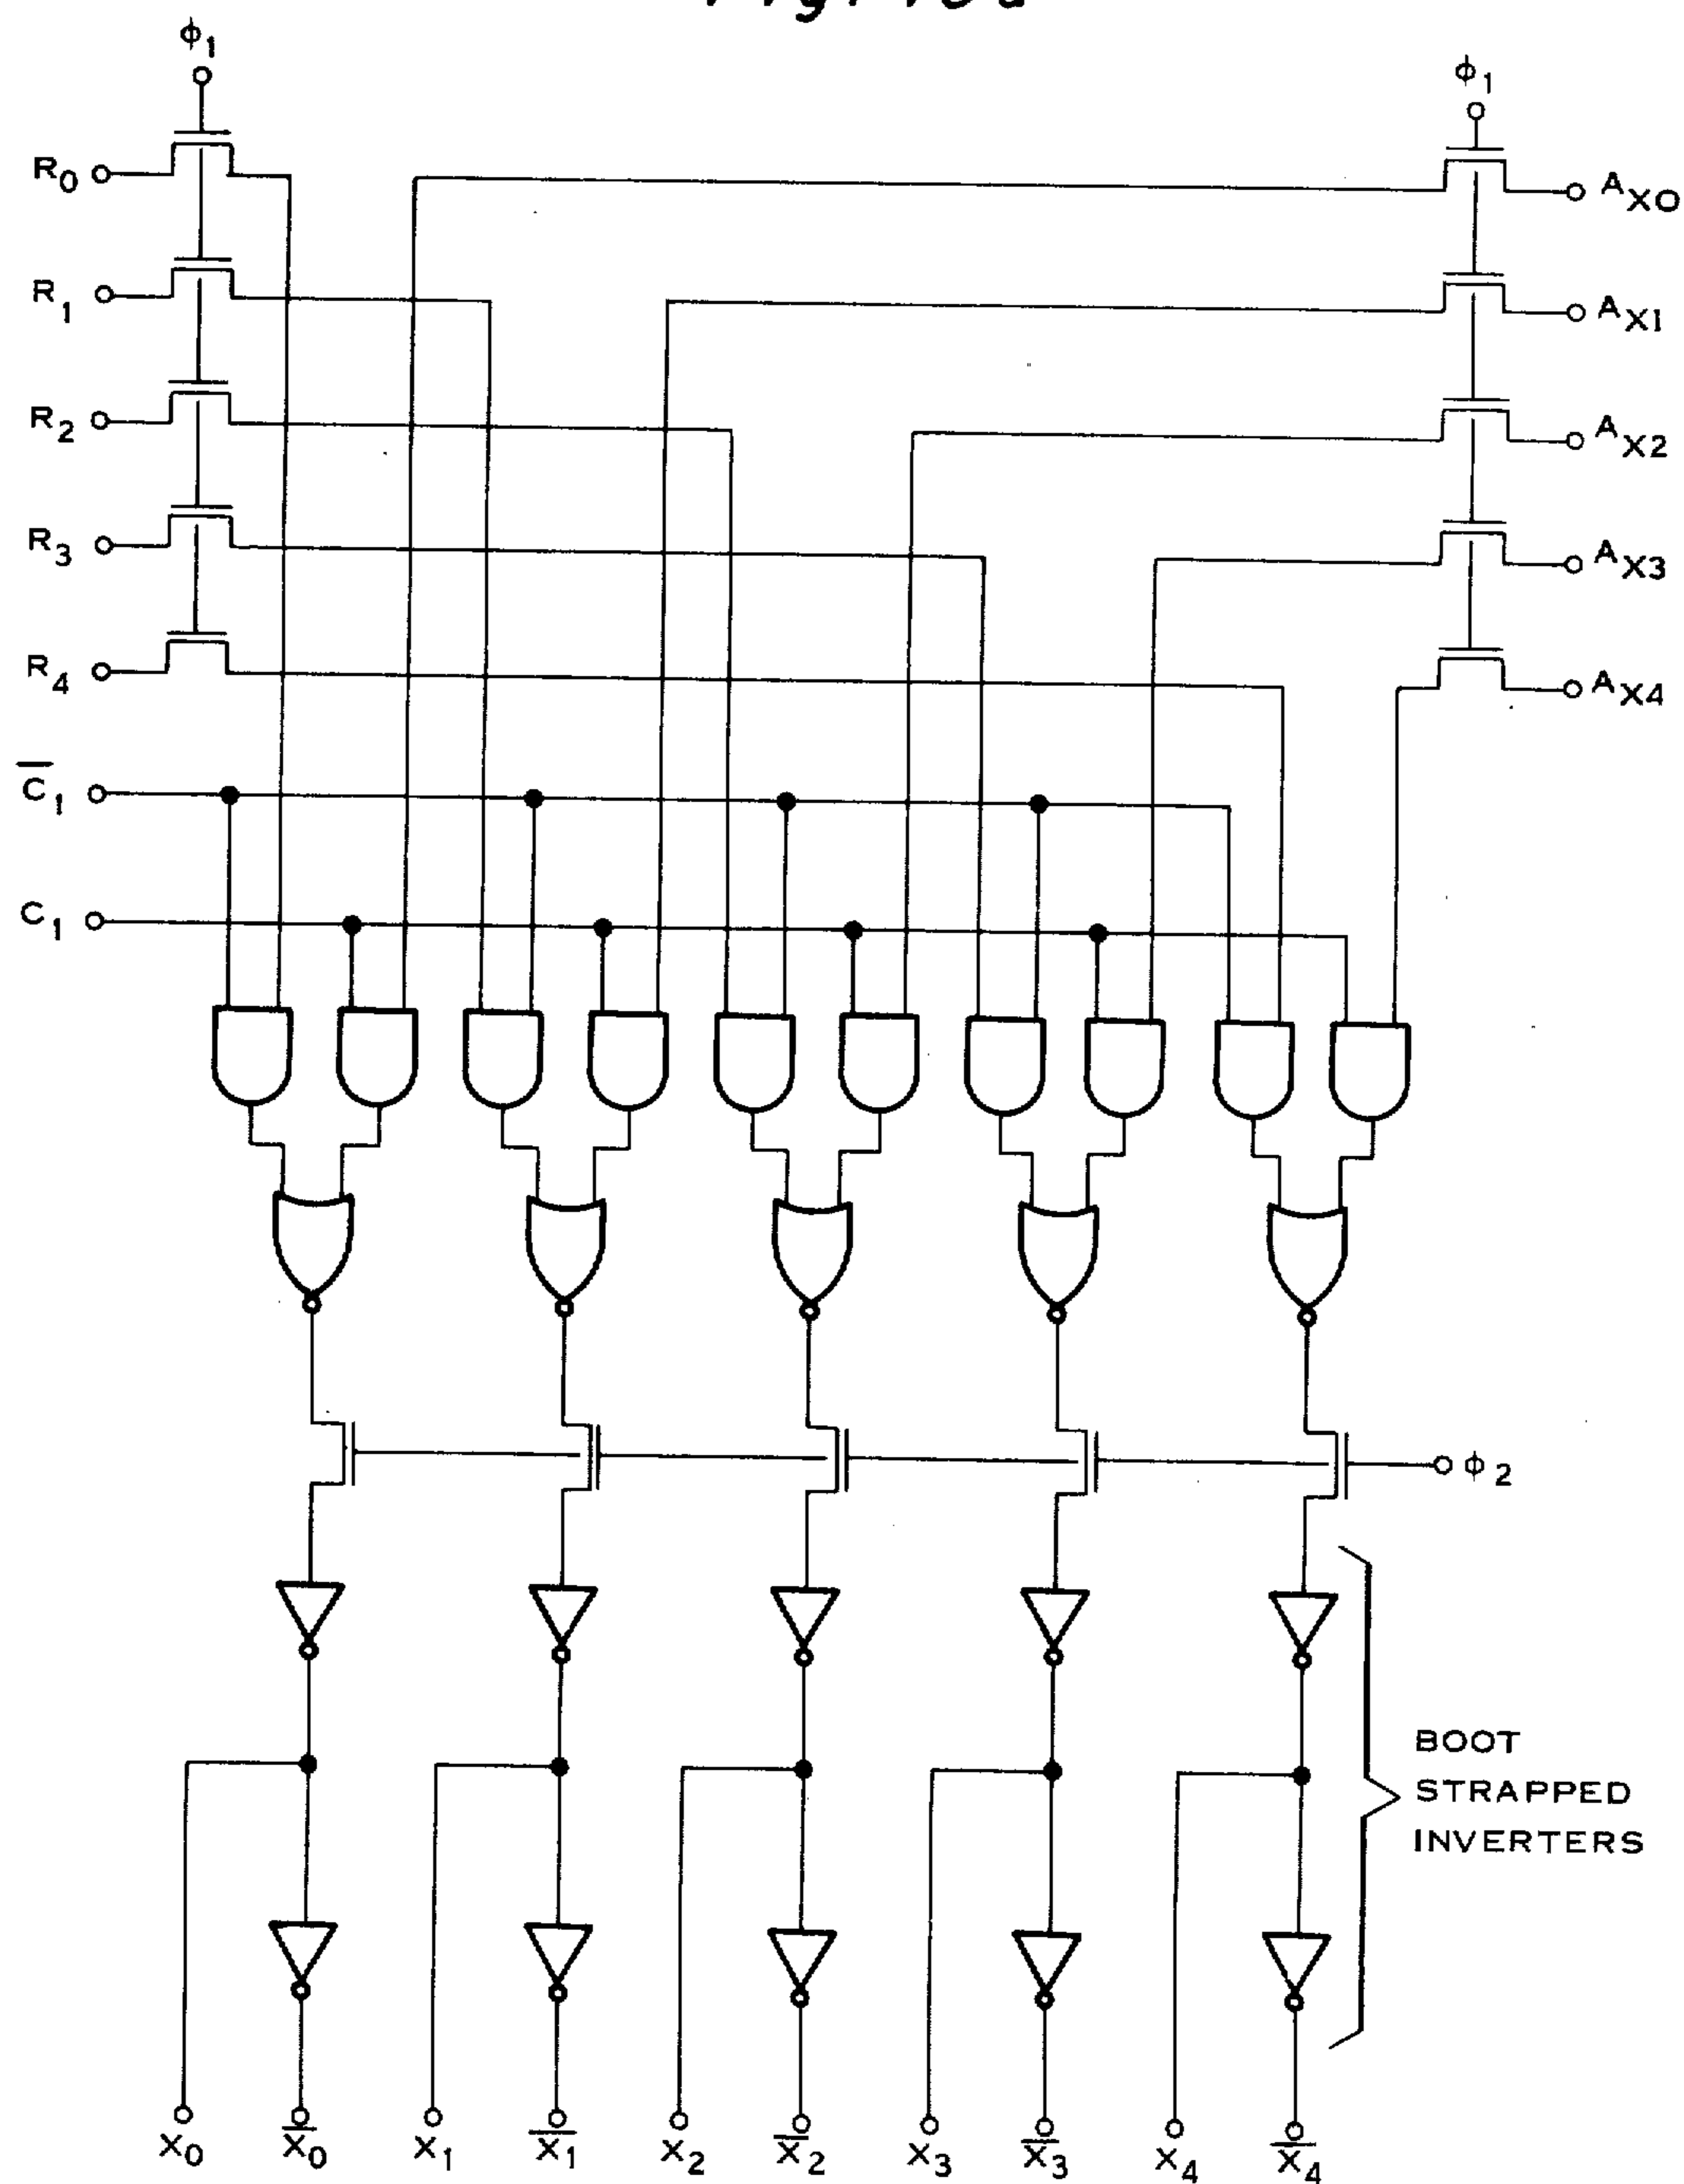 ϕ1
ϕ1
R0
AX0
R1
AX1
R2
AX2
R3
AX3
R4
AX4
C̅1
C1
ϕ2
BOOT
STRAPPED
INVERTERS
X0
X̅0
X1
X̅1
X2
X̅2
X3
X̅3
X4
X̅4